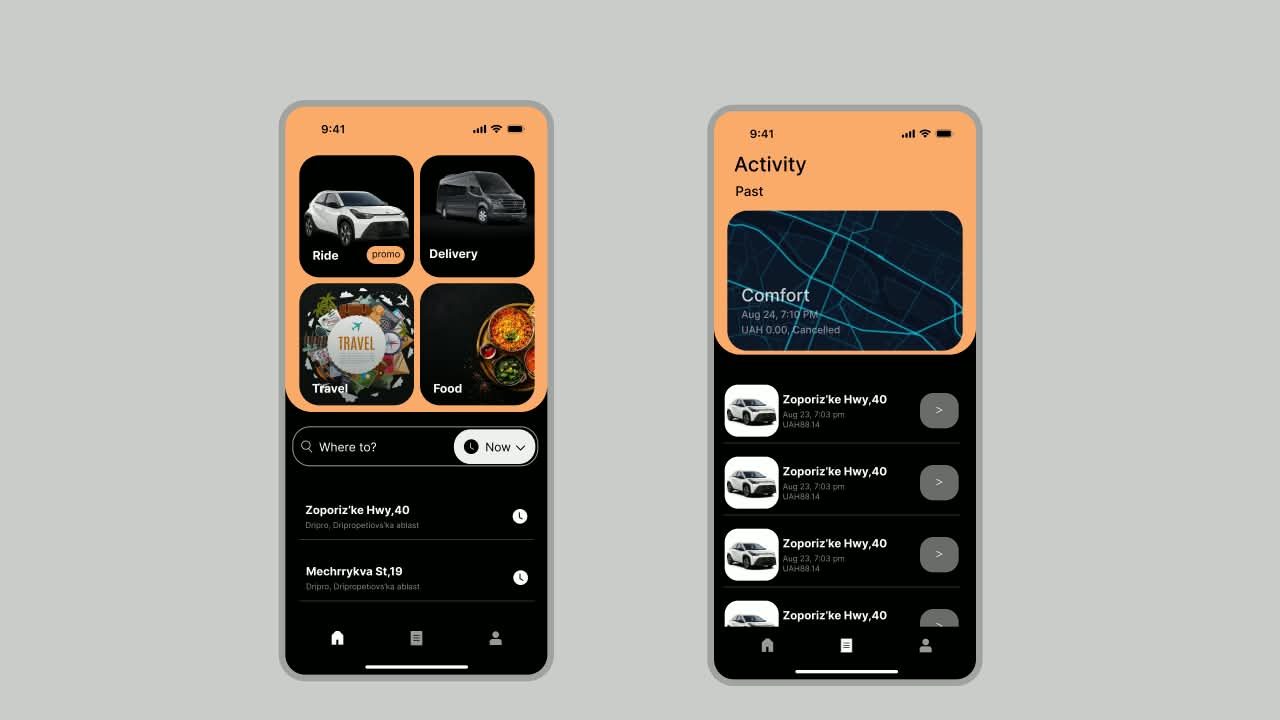 9:41
Ride
promo
Delivery
TRAVEL
Travel
Food
Where to?
Now
Zoporiz'ke Hwy,40
Dripro, Dripropetiovs'ka ablast
Mechrrykva St,19
Dripro, Dripropetiovs'ka ablast
9:41
Activity
Past
Comfort
Aug 24, 7:10 PM
UAH 0.00, Cancelled
Zoporiz'ke Hwy,40
Aug 23, 7:03 pm
UAH88.14
>
Zoporiz'ke Hwy,40
Aug 23, 7:03 pm
UAH88.14
>
Zoporiz'ke Hwy,40
Aug 23, 7:03 pm
UAH88.14
>
Zoporiz'ke Hwy,40
>